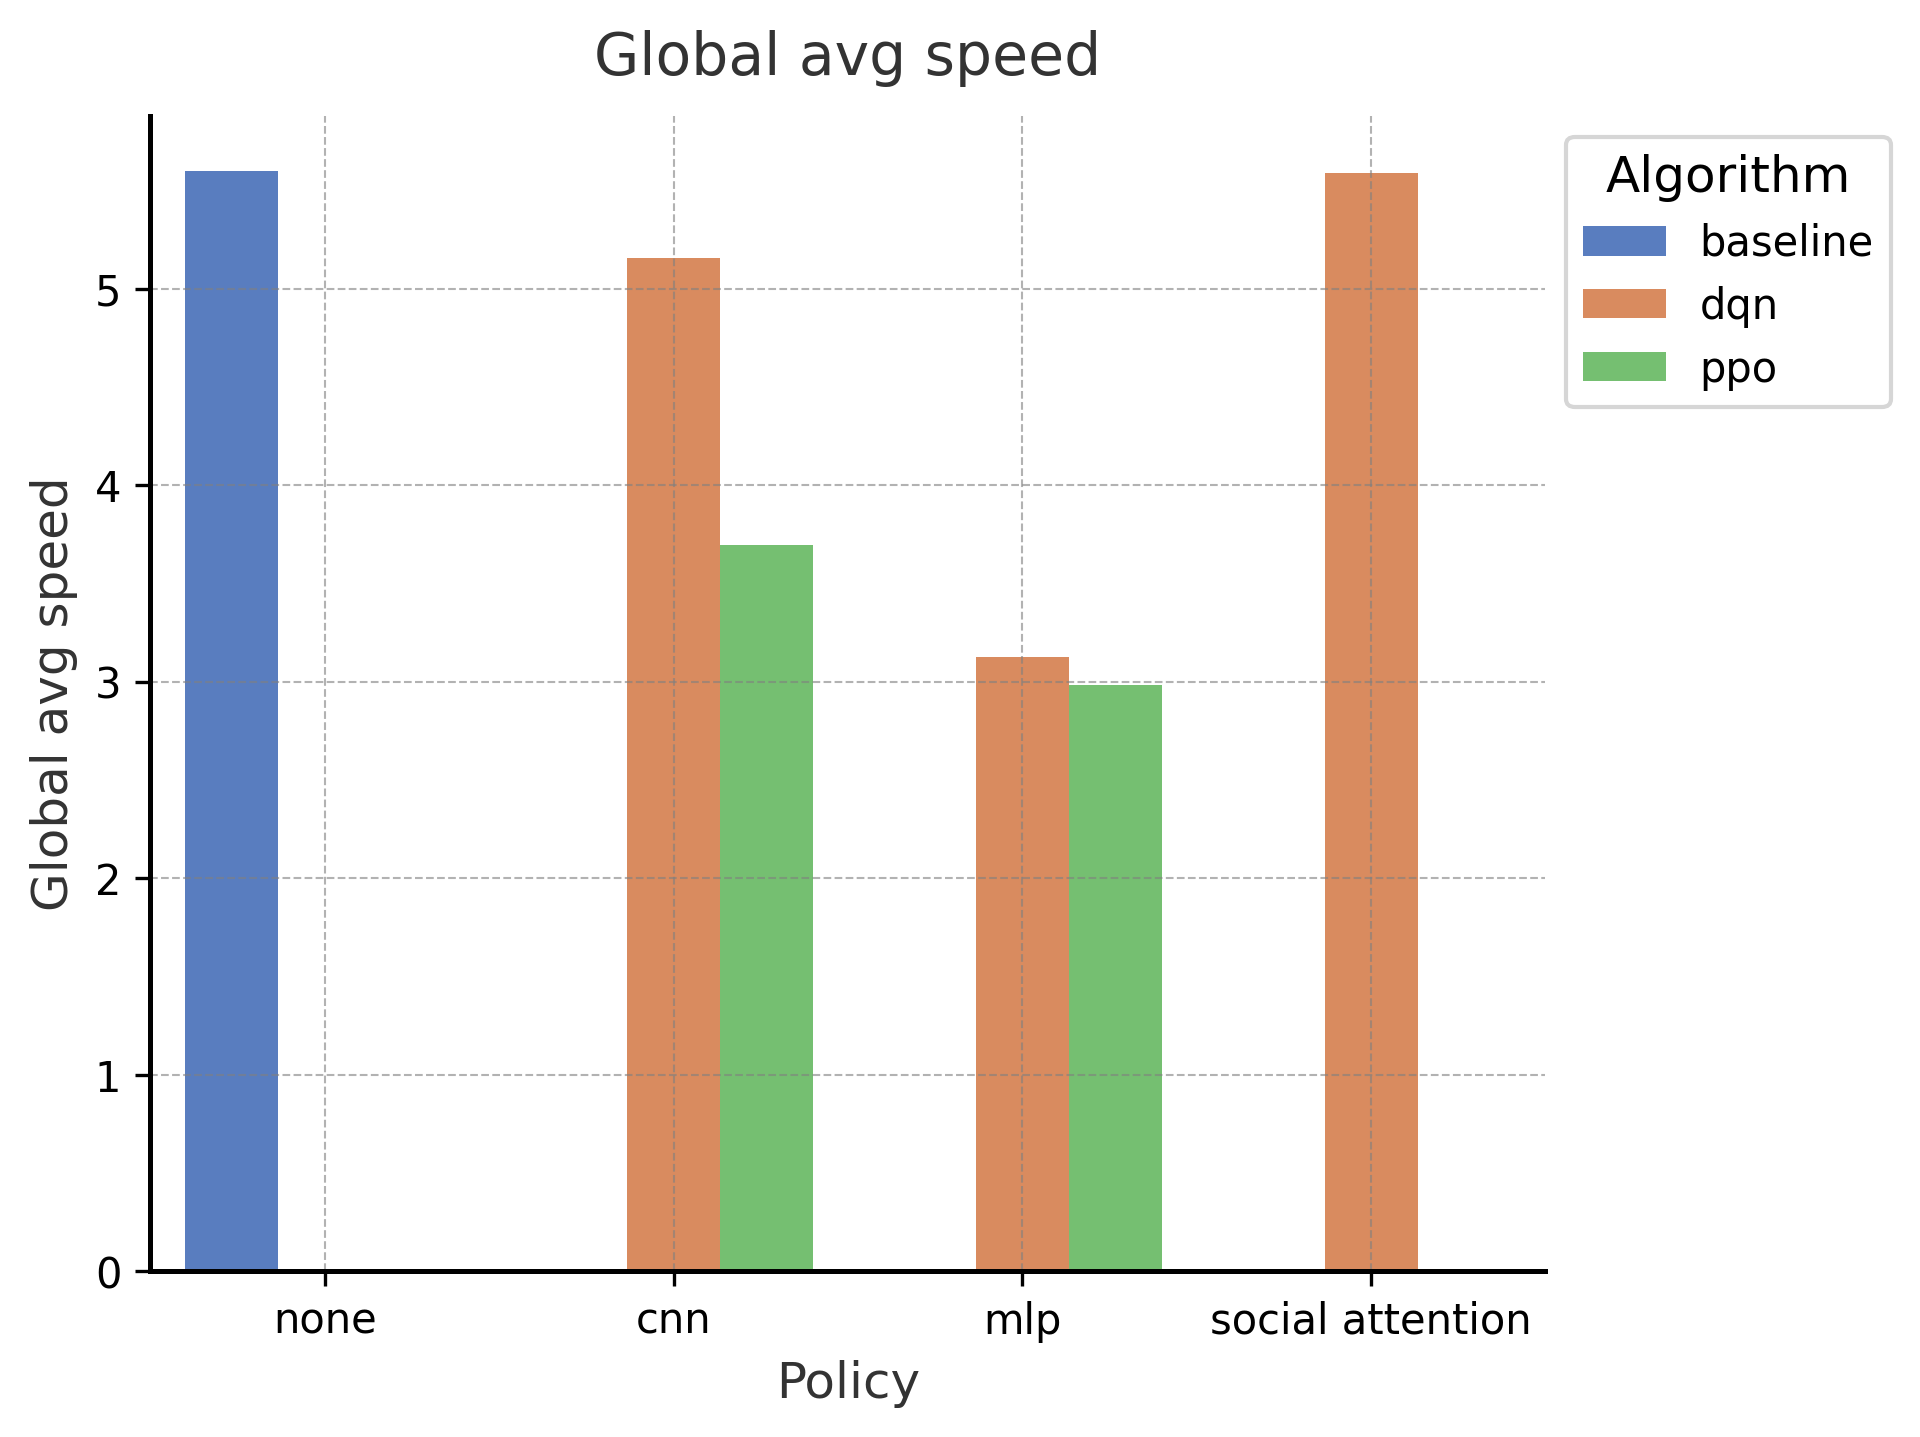 Global avg speed
Global avg speed
5
4
3
2
1
0
none
cnn
mlp
social attention
Policy
Algorithm
baseline
dqn
ppo